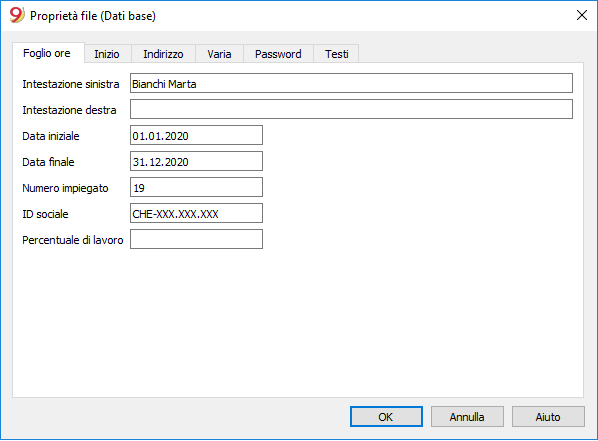 9 Proprietà file (Dati base)
Foglio ore Inizio Indirizzo Varia Password Testi
Intestazione sinistra Bianchi Marta
Intestazione destra
Data iniziale 01.01.2020
Data finale 31.12.2020
Numero impiegato 19
ID sociale CHE-XXX.XXX.XXX
Percentuale di lavoro
OK Annulla Aiuto